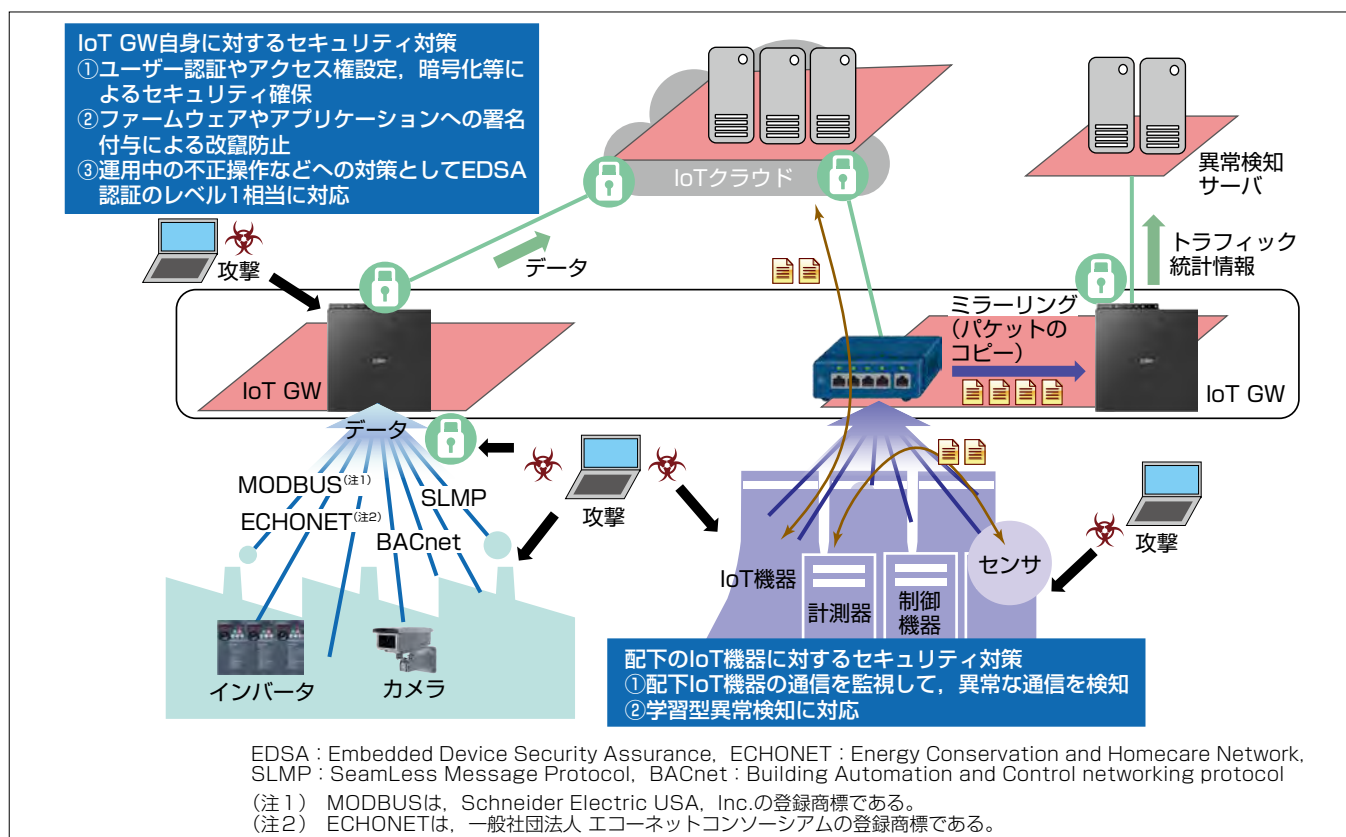 IoT GW自身に対するセキュリティ対策
①ユーザー認証やアクセス権設定，暗号化等に
よるセキュリティ確保
②ファームウェアやアプリケーションへの署名
付与による改竄防止
③運用中の不正操作などへの対策としてEDSA
認証のレベル1相当に対応
IoTクラウド
異常検知
サーバ
攻撃
データ
トラフィック
統計情報
ミラーリング
(パケットの
コピー)
IoT GW
IoT GW
データ
MODBUS(注1)
SLMP
ECHONET(注2)
BACnet
攻撃
攻撃
IoT機器
センサ
計測器
制御
機器
インバータ
カメラ
配下のIoT機器に対するセキュリティ対策
①配下IoT機器の通信を監視して，異常な通信を検知
②学習型異常検知に対応
EDSA：Embedded Device Security Assurance，ECHONET：Energy Conservation and Homecare Network，
SLMP：SeamLess Message Protocol，BACnet：Building Automation and Control networking protocol
(注1) MODBUSは，Schneider Electric USA，Inc.の登録商標である。
(注2) ECHONETは，一般社団法人 エコーネットコンソーシアムの登録商標である。